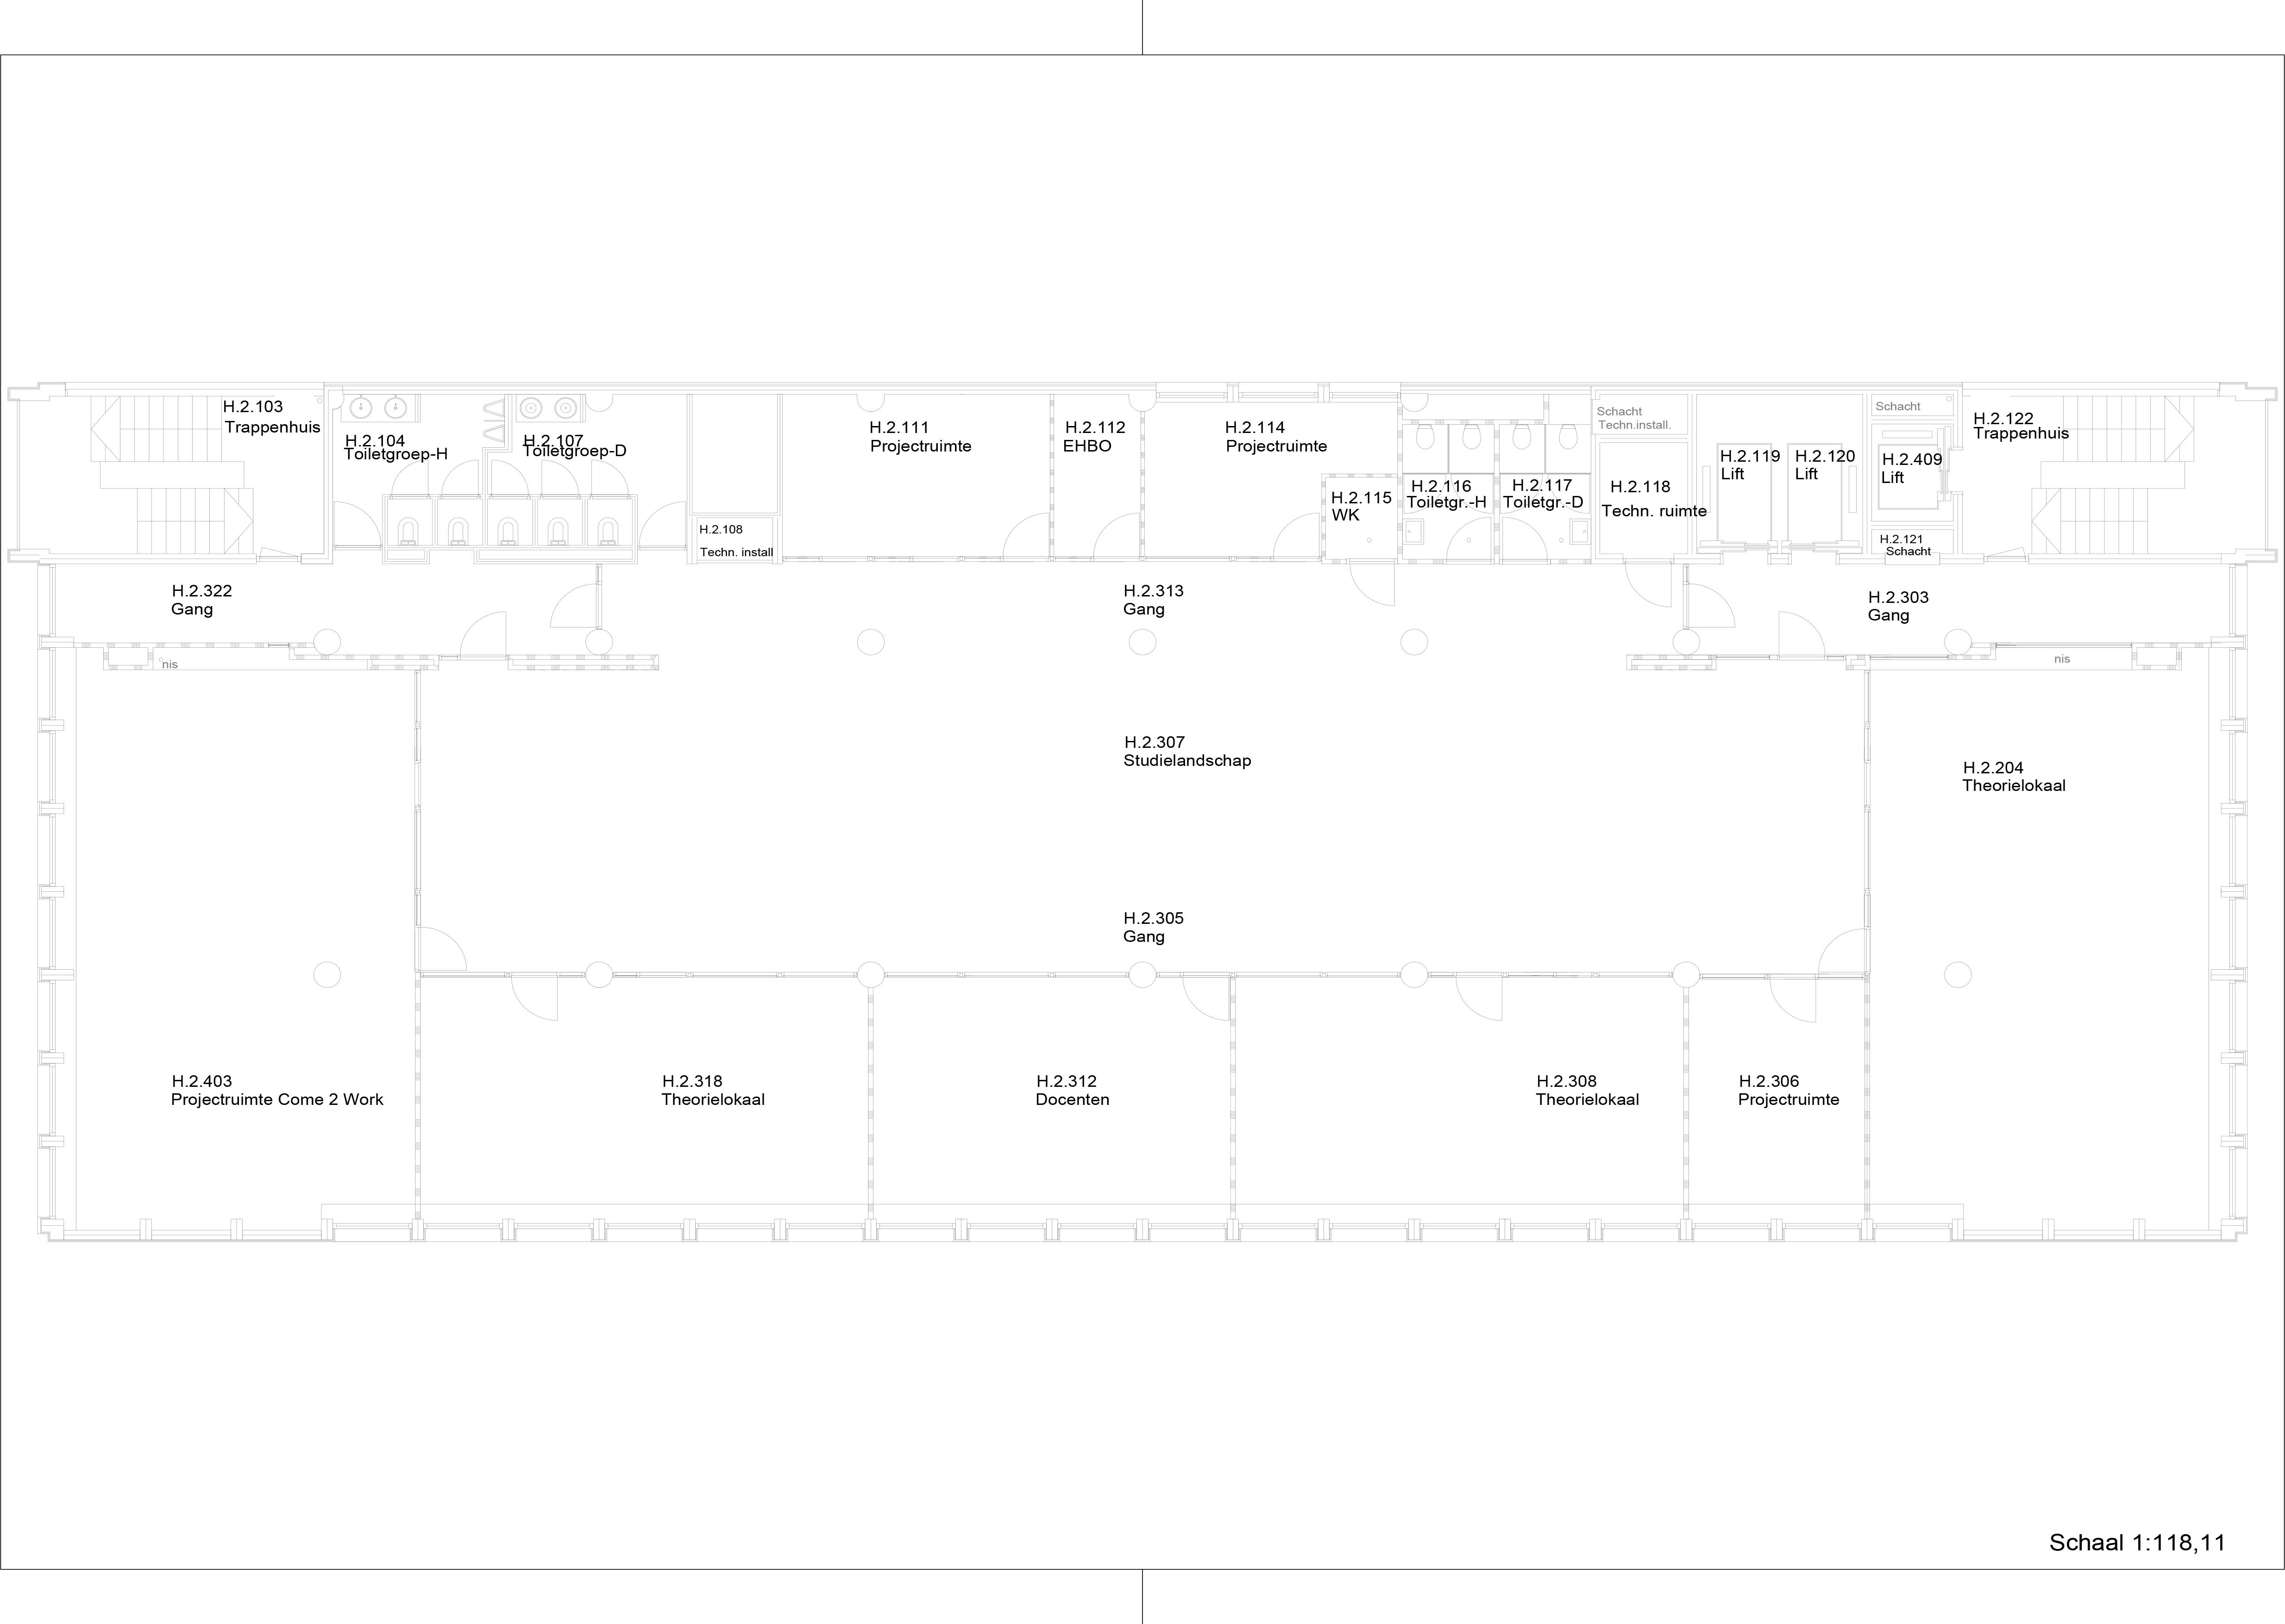 H.2.103
Trappenhuis
H.2.104
Toiletgroep-H
H.2.107
Toiletgroep-D
H.2.108
Techn. install
H.2.111
Projectruimte
H.2.112
EHBO
H.2.114
Projectruimte
H.2.115
WK
H.2.116
Toiletgr.-H
H.2.117
Toiletgr.-D
Schacht
Techn.install.
H.2.118
Techn. ruimte
H.2.119
Lift
H.2.120
Lift
Schacht
H.2.409
Lift
H.2.121
Schacht
H.2.122
Trappenhuis
H.2.322
Gang
H.2.313
Gang
H.2.303
Gang
nis
nis
H.2.307
Studielandschap
H.2.204
Theorielokaal
H.2.305
Gang
H.2.403
Projectruimte Come 2 Work
H.2.318
Theorielokaal
H.2.312
Docenten
H.2.308
Theorielokaal
H.2.306
Projectruimte
Schaal 1:118,11